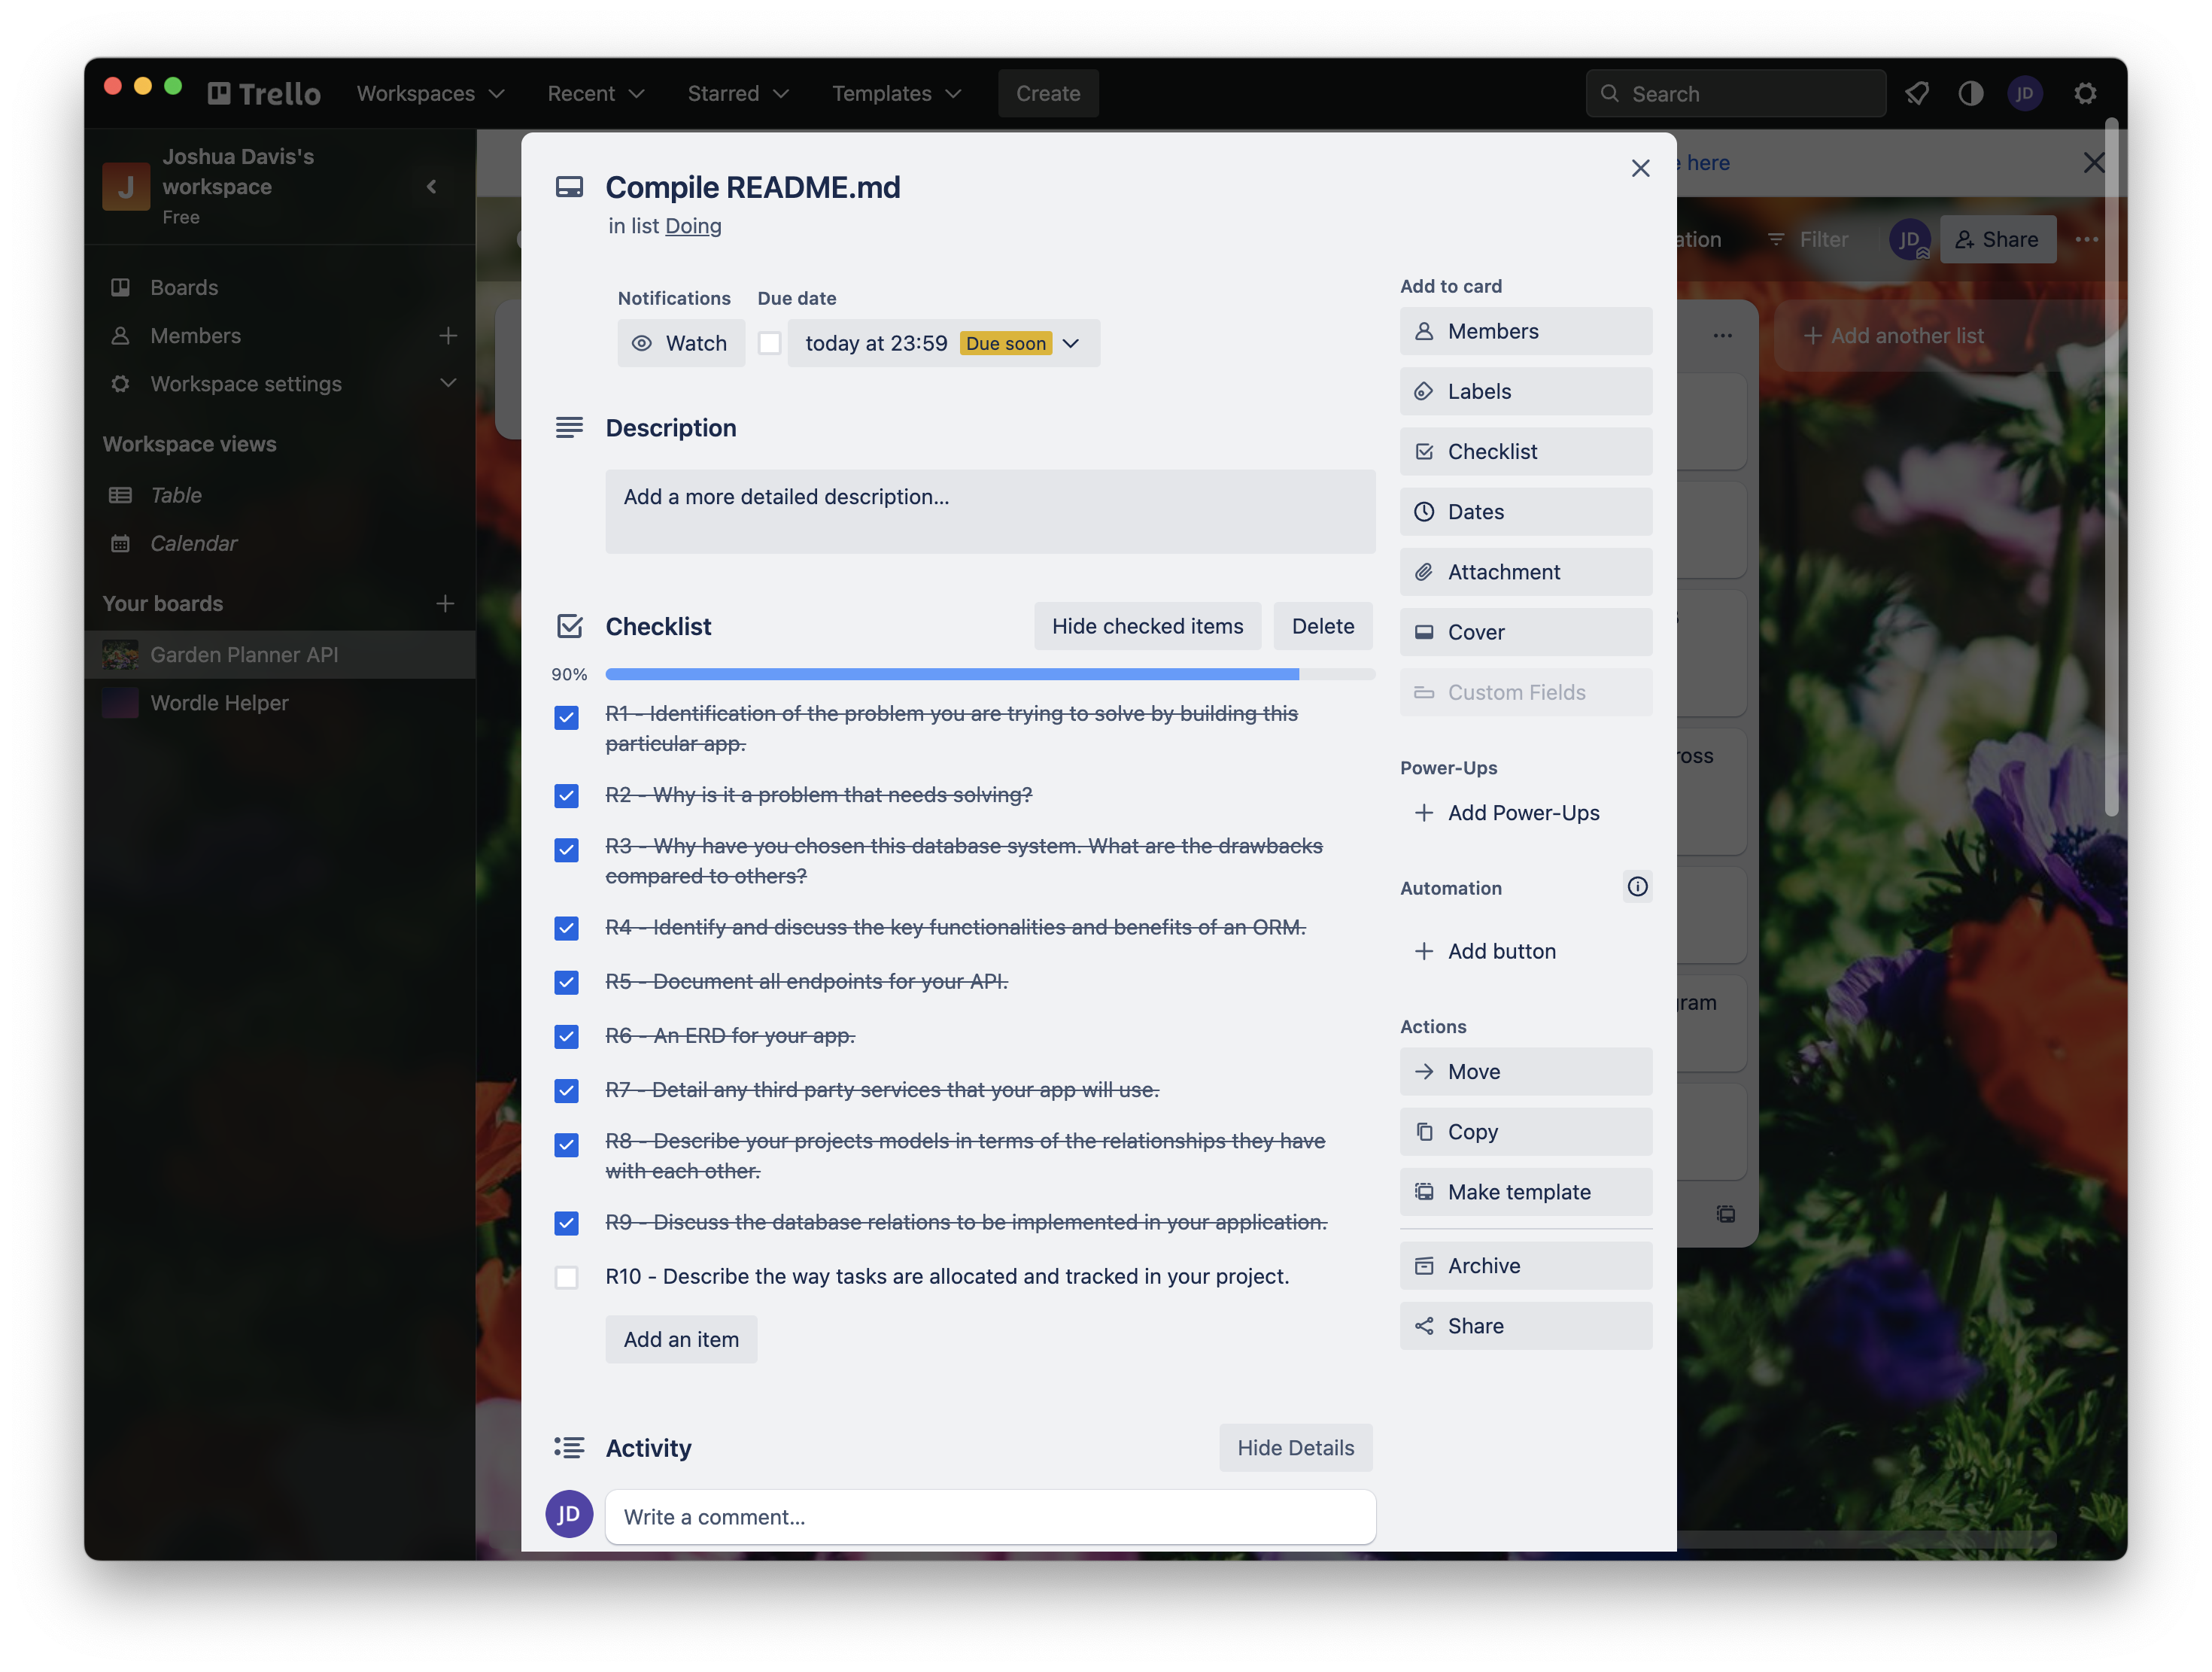 Trello
Workspaces
Recent
Starred
Templates
Create
Search
JD
J
Joshua Davis's
workspace
Free
Boards
Members
Workspace settings
Workspace views
Table
Calendar
Your boards
Garden Planner API
Wordle Helper
here
Filter
JD
Share
Add another list
Compile README.md
in list Doing
Notifications
Due date
Watch
today at 23:59 Due soon
Description
Add a more detailed description...
Checklist
Hide checked items
Delete
90%
R1 - Identification of the problem you are trying to solve by building this
particular app.
R2 - Why is it a problem that needs solving?
R3 - Why have you chosen this database system. What are the drawbacks
compared to others?
R4 - Identify and discuss the key functionalities and benefits of an ORM.
R5 - Document all endpoints for your API.
R6 - An ERD for your app.
R7 - Detail any third party services that your app will use.
R8 - Describe your projects models in terms of the relationships they have
with each other.
R9 - Discuss the database relations to be implemented in your application.
R10 - Describe the way tasks are allocated and tracked in your project.
Add an item
Activity
Hide Details
JD
Write a comment...
Add to card
Members
Labels
Checklist
Dates
Attachment
Cover
Custom Fields
Power-Ups
Add Power-Ups
Automation
Add button
Actions
Move
Copy
Make template
Archive
Share